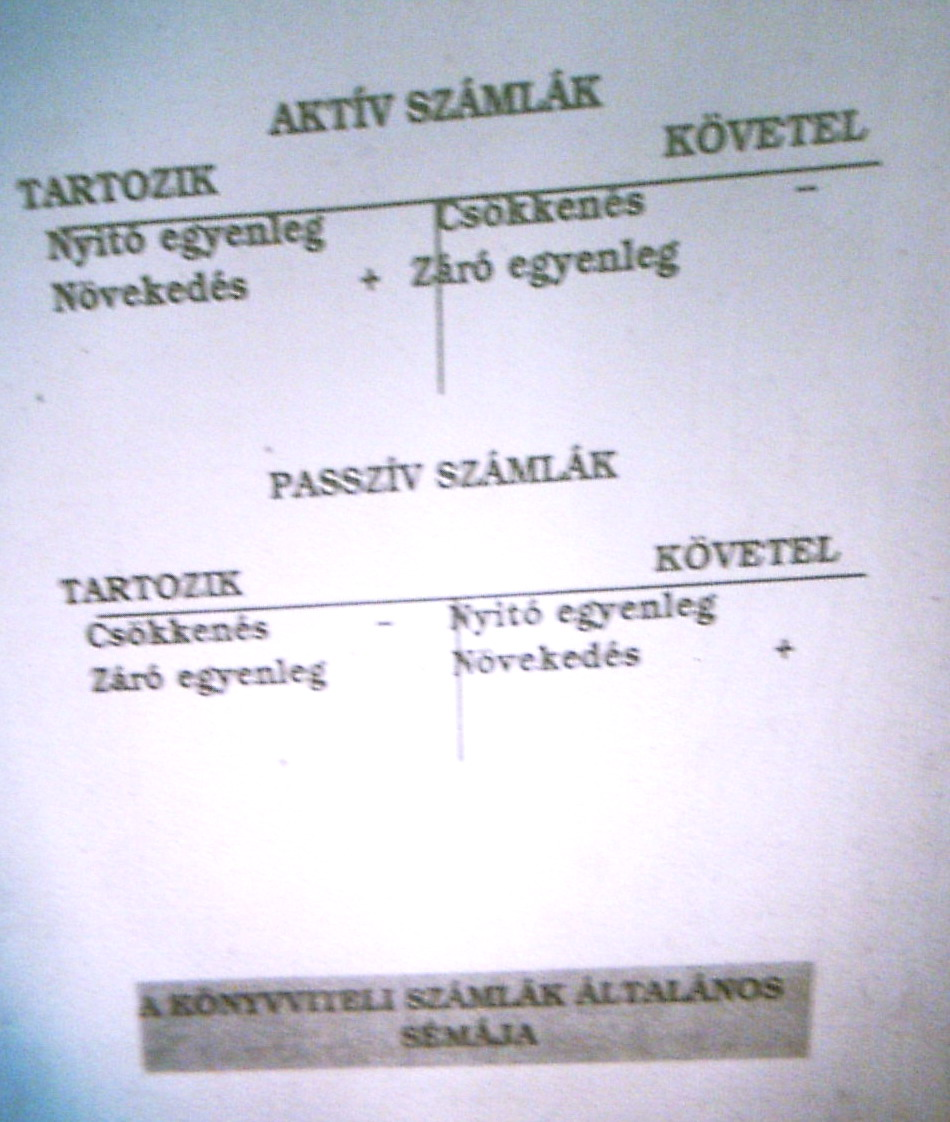 AKTÍV SZÁMLÁK
TARTOZIK KÖVETEL
Nyitó egyenleg Csökkenés -
Növekedés + Záró egyenleg
PASSZÍV SZÁMLÁK
TARTOZIK KÖVETEL
Csökkenés - Nyitó egyenleg
Záró egyenleg Növekedés +
A KÖNYVVITELI SZÁMLÁK ÁLTALÁNOS
SÉMÁJA